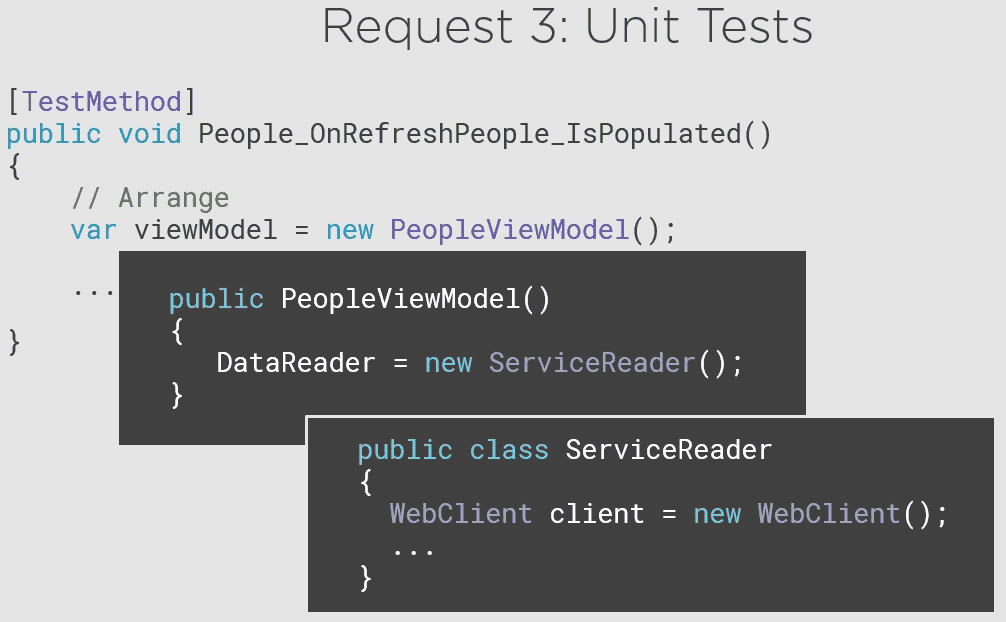 Request 3: Unit Tests
[TestMethod]
public void People_OnRefreshPeople_IsPopulated()
{
// Arrange
var viewModel = new PeopleViewModel();
...
}
public PeopleViewModel()
{
DataReader = new ServiceReader();
}
public class ServiceReader
{
WebClient client = new WebClient();
...
}